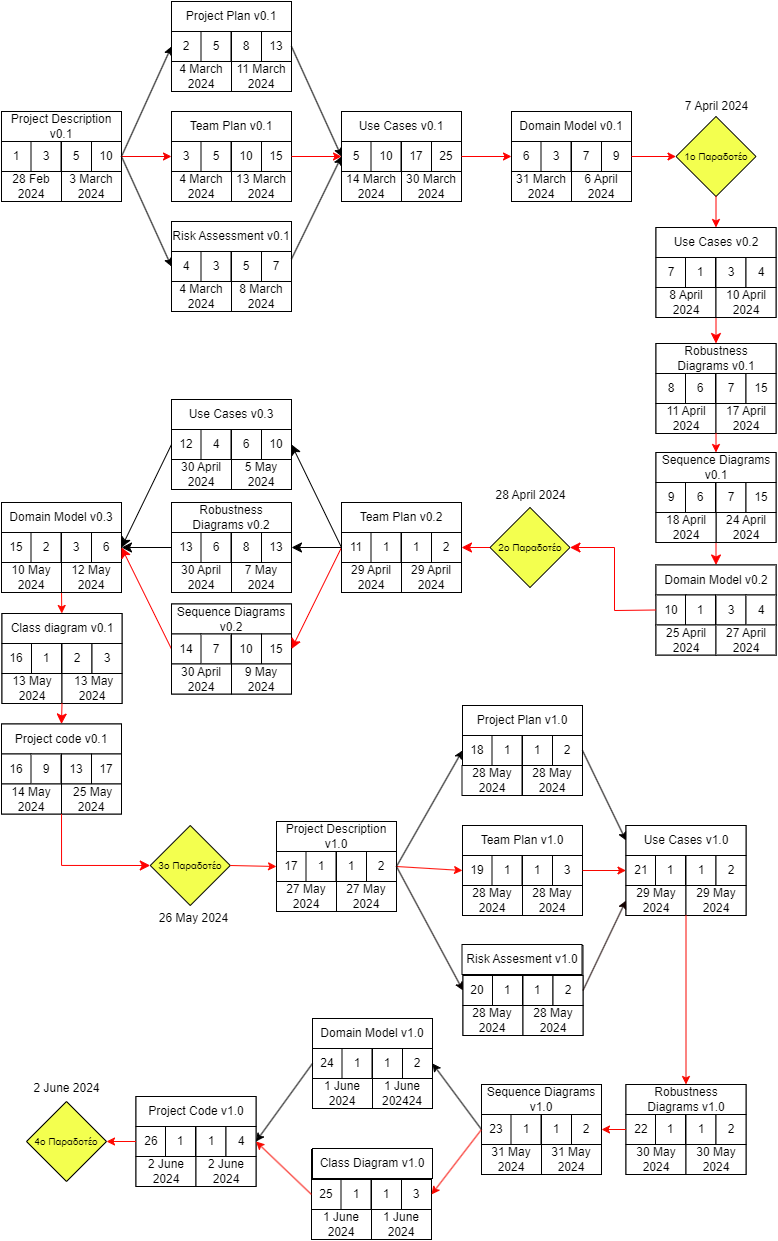 Project Plan v0.1
2 5 8 13
4 March
2024
11 March
2024
Project Description
v0.1
1 3 5 10
28 Feb
2024
3 March
2024
Team Plan v0.1
3 5 10 15
4 March
2024
13 March
2024
Risk Assessment v0.1
4 3 5 7
4 March
2024
8 March
2024
Use Cases v0.1
5 10 17 25
14 March
2024
30 March
2024
Domain Model v0.1
6 3 7 9
31 March
2024
6 April
2024
7 April 2024
1ο Παραδοτέο
Use Cases v0.2
7 1 3 4
8 April
2024
10 April
2024
Robustness
Diagrams v0.1
8 6 7 15
11 April
2024
17 April
2024
Sequence Diagrams
v0.1
9 6 7 15
18 April
2024
24 April
2024
Domain Model v0.2
10 1 3 4
25 April
2024
27 April
2024
28 April 2024
2ο Παραδοτέο
Team Plan v0.2
11 1 1 2
29 April
2024
29 April
2024
Use Cases v0.3
12 4 6 10
30 April
2024
5 May
2024
Robustness
Diagrams v0.2
13 6 8 13
30 April
2024
7 May
2024
Sequence Diagrams
v0.2
14 7 10 15
30 April
2024
9 May
2024
Domain Model v0.3
15 2 3 6
10 May
2024
12 May
2024
Class diagram v0.1
16 1 2 3
13 May
2024
13 May
2024
Project code v0.1
16 9 13 17
14 May
2024
25 May
2024
3ο Παραδοτέο
26 May 2024
Project Description
v1.0
17 1 1 2
27 May
2024
27 May
2024
Project Plan v1.0
18 1 1 2
28 May
2024
28 May
2024
Team Plan v1.0
19 1 1 3
28 May
2024
28 May
2024
Risk Assesment v1.0
20 1 1 2
28 May
2024
28 May
2024
Use Cases v1.0
21 1 1 2
29 May
2024
29 May
2024
Robustness
Diagrams v1.0
22 1 1 2
30 May
2024
30 May
2024
Sequence Diagrams
v1.0
23 1 1 2
31 May
2024
31 May
2024
Domain Model v1.0
24 1 1 2
1 June
2024
1 June
202424
Class Diagram v1.0
25 1 1 3
1 June
2024
1 June
2024
Project Code v1.0
26 1 1 4
2 June
2024
2 June
2024
2 June 2024
4ο Παραδοτέο